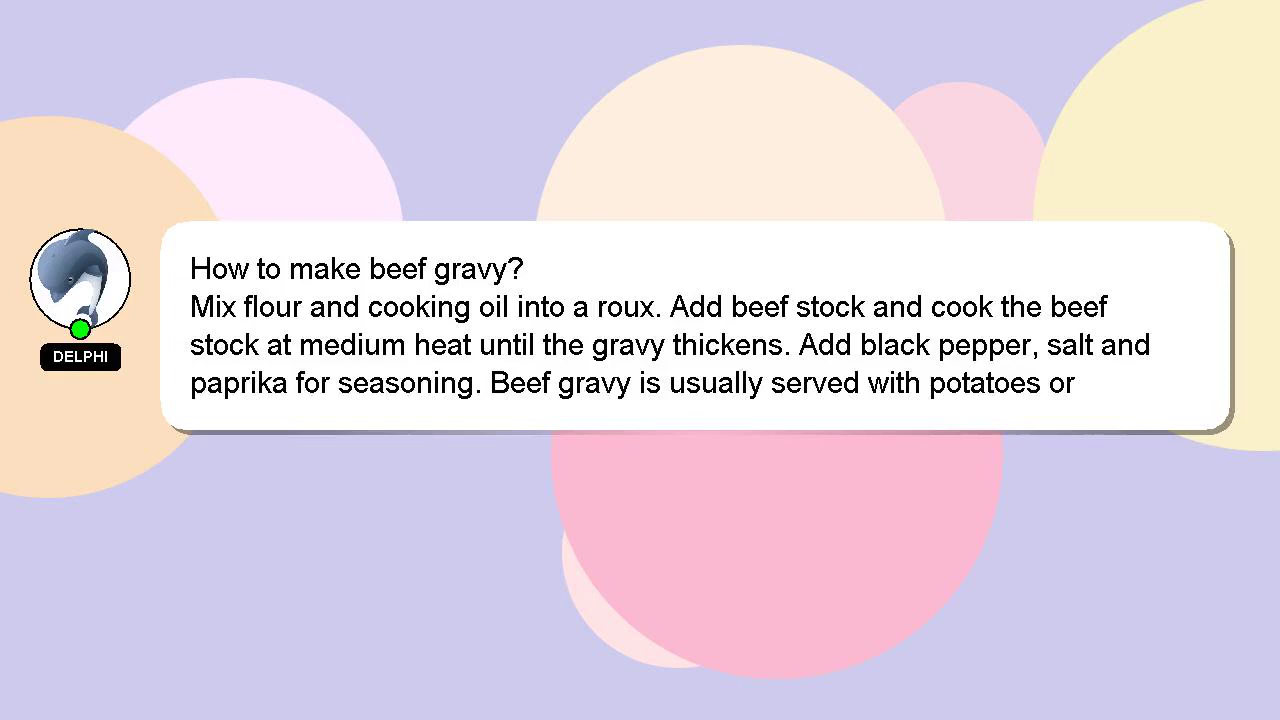 How to make beef gravy?
Mix flour and cooking oil into a roux. Add beef stock and cook the beef
stock at medium heat until the gravy thickens. Add black pepper, salt and
paprika for seasoning. Beef gravy is usually served with potatoes or
DELPHI